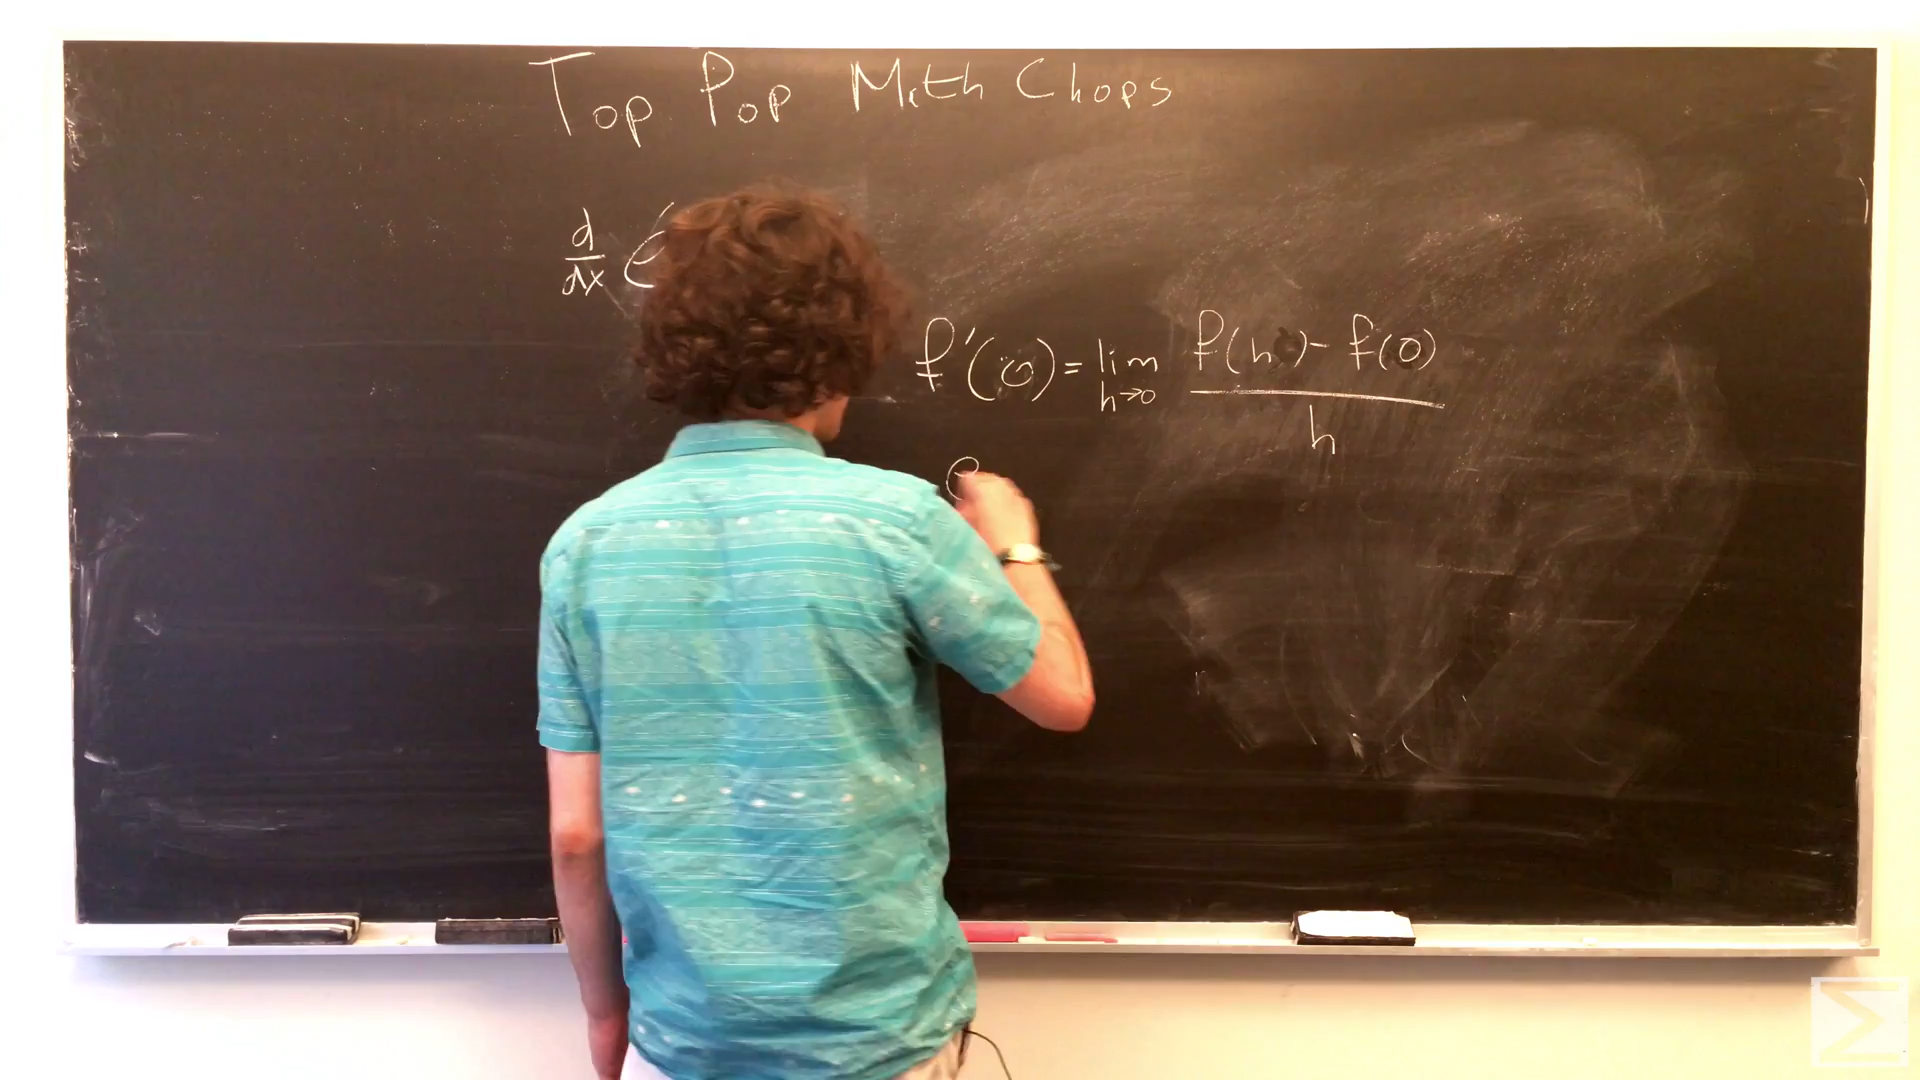 Top Pop Math Chops
d/dx e
f'(0) = lim h→0 (f(h) - f(0))/h
e
Σ